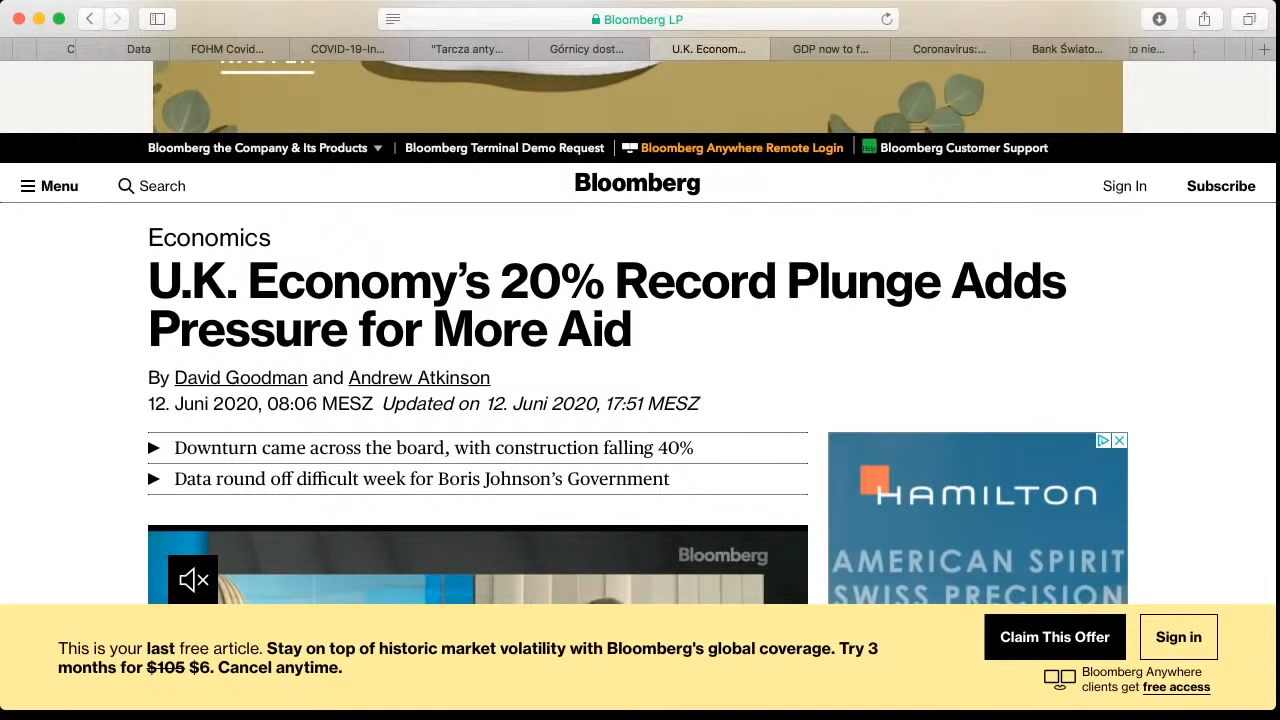 Bloomberg LP
C
Data
FOHM Covid...
COVID-19-In...
"Tarcza anty...
Górnicy dost...
U.K. Econom...
GDP now to f...
Coronavirus:...
Bank Świato...
to nie...
Bloomberg the Company & Its Products
Bloomberg Terminal Demo Request
Bloomberg Anywhere Remote Login
Bloomberg Customer Support
Menu
Search
Bloomberg
Sign In
Subscribe
Economics
U.K. Economy’s 20% Record Plunge Adds
Pressure for More Aid
By David Goodman and Andrew Atkinson
12. Juni 2020, 08:06 MESZ Updated on 12. Juni 2020, 17:51 MESZ
Downturn came across the board, with construction falling 40%
Data round off difficult week for Boris Johnson’s Government
Bloomberg
HAMILTON
AMERICAN SPIRIT
SWISS PRECISION
This is your last free article. Stay on top of historic market volatility with Bloomberg's global coverage. Try 3
months for $105 $6. Cancel anytime.
Claim This Offer
Sign in
Bloomberg Anywhere
clients get free access